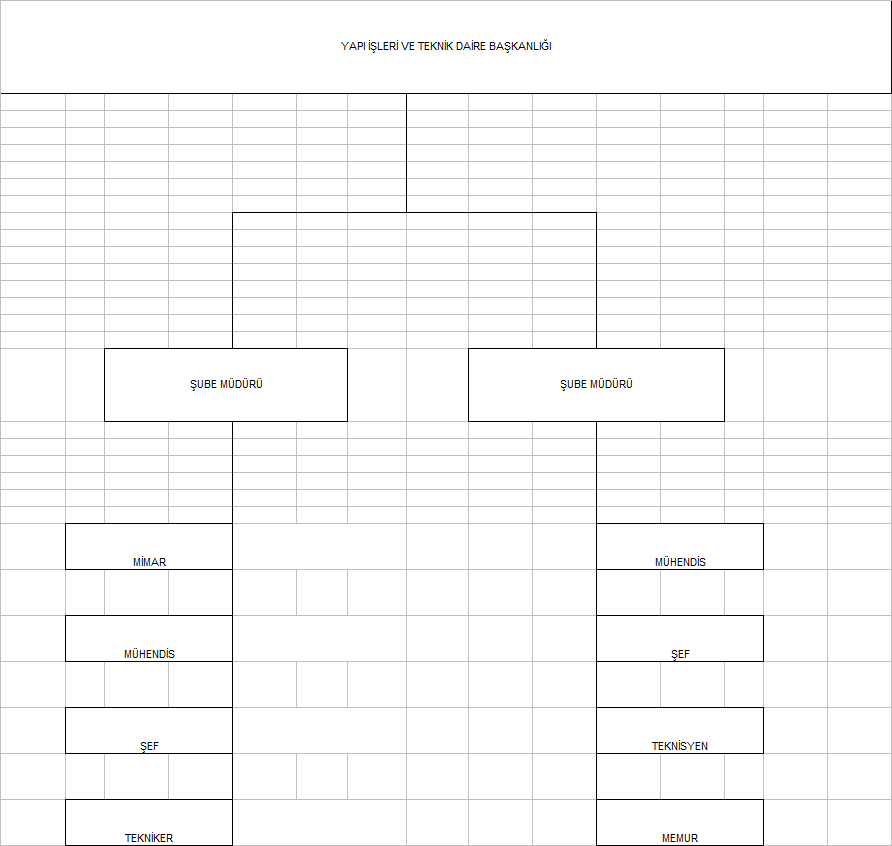 YAPI İŞLERİ VE TEKNİK DAİRE BAŞKANLIĞI
ŞUBE MÜDÜRÜ
ŞUBE MÜDÜRÜ
MİMAR
MÜHENDİS
MÜHENDİS
ŞEF
ŞEF
TEKNİSYEN
TEKNİKER
MEMUR